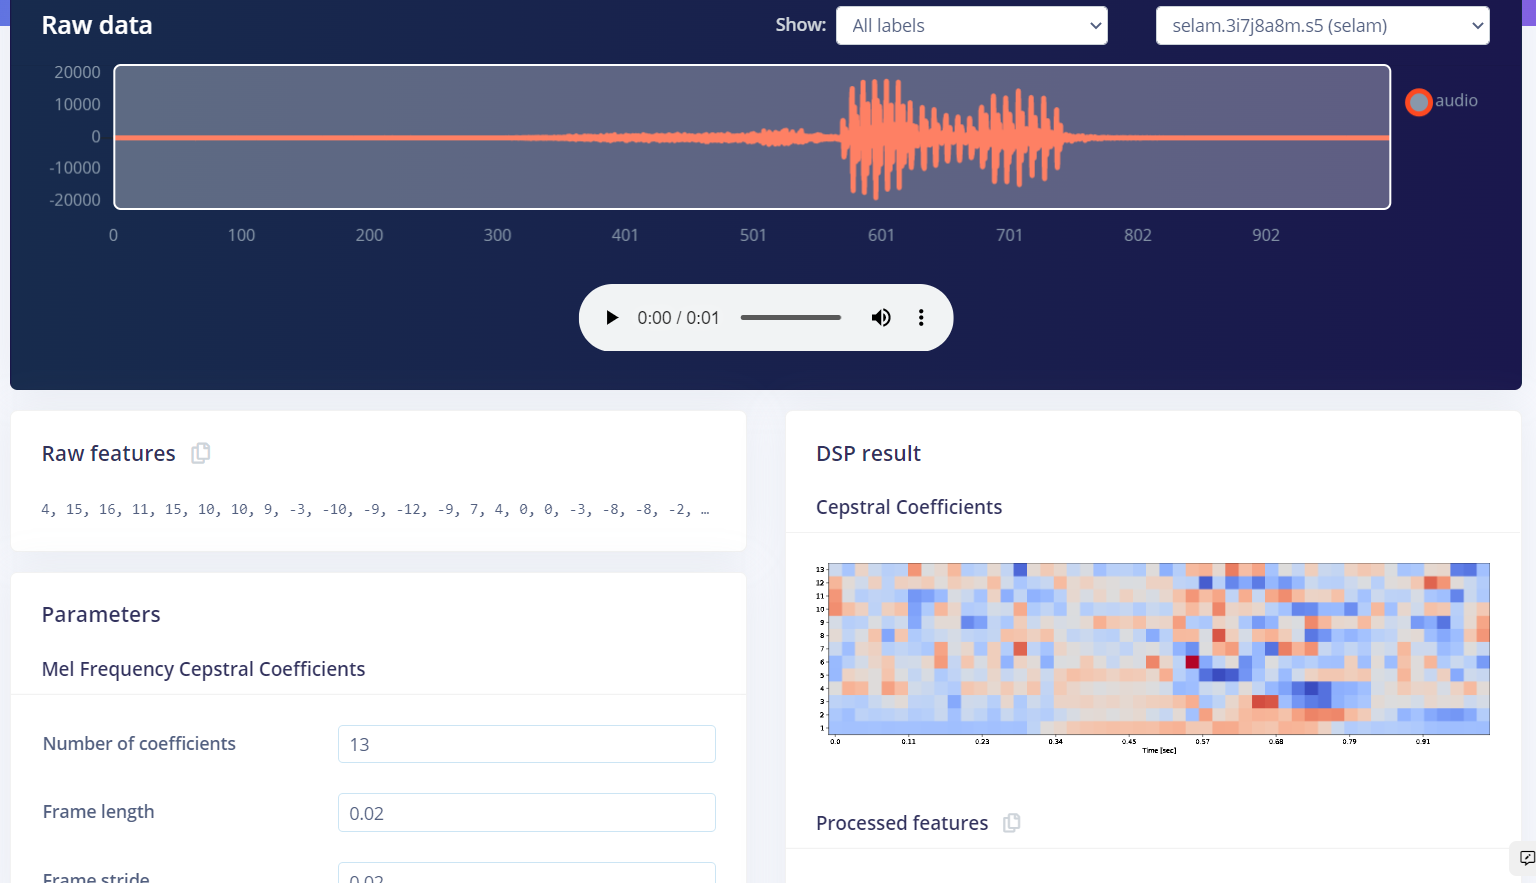 Raw data
Show:
All labels
selam.3i7j8a8m.s5 (selam)
20000
10000
0
-10000
-20000
audio
0 100 200 300 401 501 601 701 802 902
0:00 / 0:01
Raw features
4, 15, 16, 11, 15, 10, 10, 9, -3, -10, -9, -12, -9, 7, 4, 0, 0, -3, -8, -8, -2, …
Parameters
Mel Frequency Cepstral Coefficients
Number of coefficients
13
Frame length
0.02
Frame stride
0.02
DSP result
Cepstral Coefficients
13
12
11
10
9
8
7
6
5
4
3
2
1
0.0 0.11 0.23 0.34 0.45 0.57 0.68 0.79 0.91
Time [sec]
Processed features